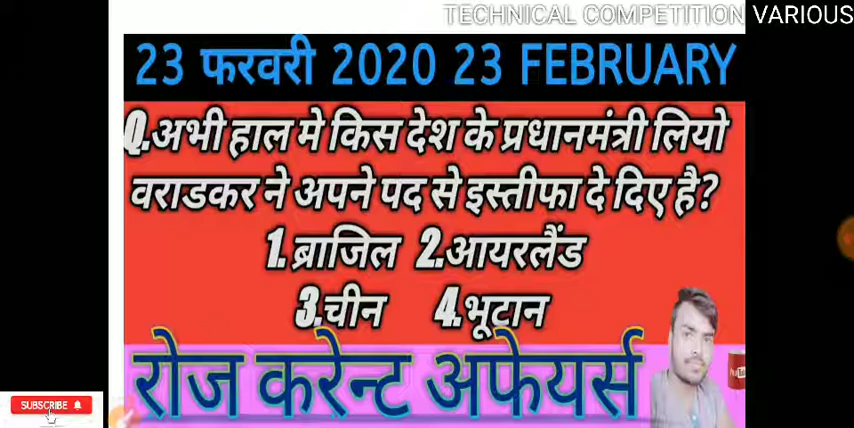 TECHNICAL COMPETITION VARIOUS
23 फरवरी 2020 23 FEBRUARY
Q.अभी हाल मे किस देश के प्रधानमंत्री लियो
वराडकर ने अपने पद से इस्तीफा दे दिए है?
1.ब्राजिल 2.आयरलैंड
3.चीन 4.भूटान
रोज करेन्ट अफेयर्स
SUBSCRIBE